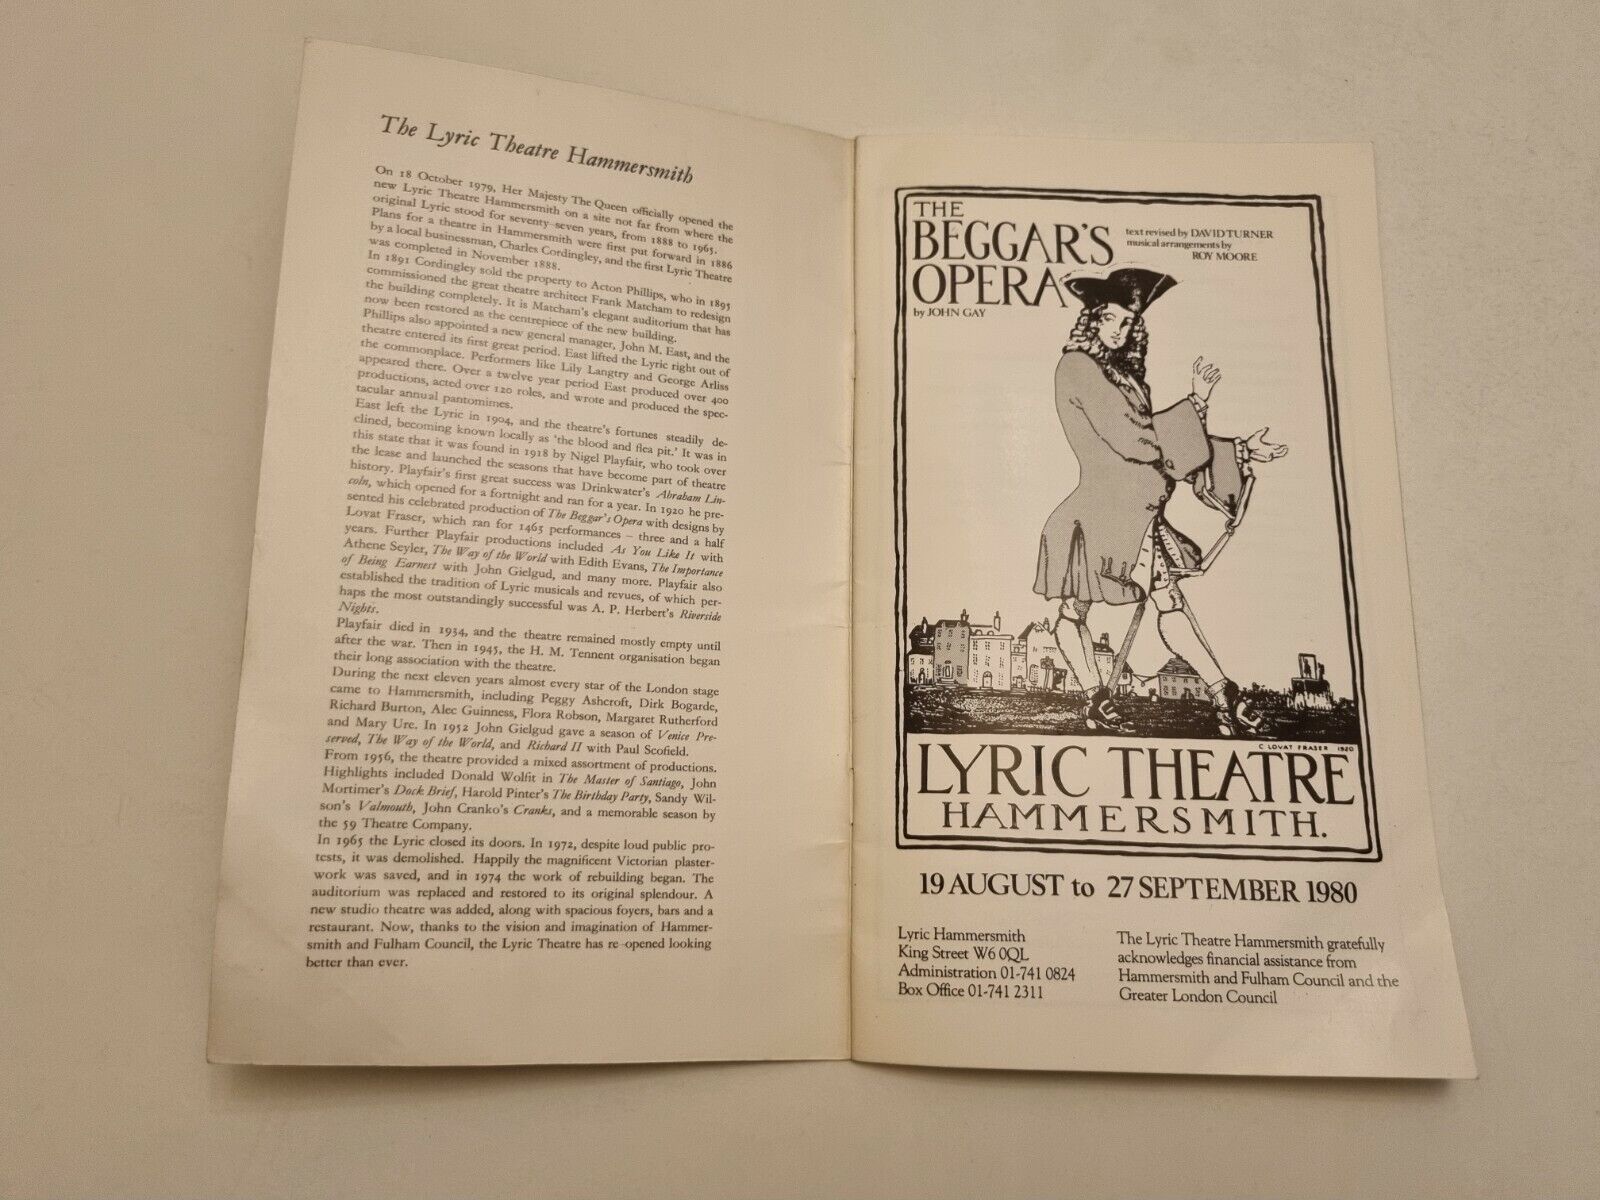 The Lyric Theatre Hammersmith
On 18 October 1979, Her Majesty The Queen officially opened the
new Lyric Theatre Hammersmith on a site not far from where the
original Lyric stood for seventy-seven years, from 1888 to 1965.
Plans for a theatre in Hammersmith were first put forward in 1886
by a local businessman, Charles Cordingley, and the first Lyric Theatre
was completed in November 1888.
In 1891 Cordingley sold the property to Acton Phillips, who in 1895
commissioned the great theatre architect Frank Matcham to redesign
the building completely. It is Matcham's elegant auditorium that has
now been restored as the centrepiece of the new building.
Phillips also appointed a new general manager, John M. East, and the
theatre entered its first great period. East lifted the Lyric right out of
the commonplace. Performers like Lily Langtry and George Arliss
appeared there. Over a twelve year period East produced over 400
productions, acted over 120 roles, and wrote and produced the spec-
tacular annual pantomimes.
East left the Lyric in 1904, and the theatre's fortunes steadily de-
clined, becoming known locally as 'the blood and flea pit.' It was in
this state that it was found in 1918 by Nigel Playfair, who took over
the lease and launched the seasons that have become part of theatre
history. Playfair's first great success was Drinkwater's Abraham Lin-
coln, which opened for a fortnight and ran for a year. In 1920 he pre-
sented his celebrated production of The Beggar's Opera with designs by
Lovat Fraser, which ran for 1463 performances – three and a half
years. Further Playfair productions included As You Like It with
Athene Seyler, The Way of the World with Edith Evans, The Importance
of Being Earnest with John Gielgud, and many more. Playfair also
established the tradition of Lyric musicals and revues, of which per-
haps the most outstandingly successful was A. P. Herbert's Riverside
Nights.
Playfair died in 1934, and the theatre remained mostly empty until
after the war. Then in 1945, the H. M. Tennent organisation began
their long association with the theatre.
During the next eleven years almost every star of the London stage
came to Hammersmith, including Peggy Ashcroft, Dirk Bogarde,
Richard Burton, Alec Guinness, Flora Robson, Margaret Rutherford
and Mary Ure. In 1952 John Gielgud gave a season of Venice Pre-
served, The Way of the World, and Richard II with Paul Scofield.
From 1956, the theatre provided a mixed assortment of productions.
Highlights included Donald Wolfit in The Master of Santiago, John
Mortimer's Dock Brief, Harold Pinter's The Birthday Party, Sandy Wil-
son's Valmouth, John Cranko's Cranks, and a memorable season by
the 59 Theatre Company.
In 1965 the Lyric closed its doors. In 1972, despite loud public pro-
tests, it was demolished. Happily the magnificent Victorian plaster-
work was saved, and in 1974 the work of rebuilding began. The
auditorium was replaced and restored to its original splendour. A
new studio theatre was added, along with spacious foyers, bars and a
restaurant. Now, thanks to the vision and imagination of Hammer-
smith and Fulham Council, the Lyric Theatre has re-opened looking
better than ever.
THE
BEGGAR'S
OPERA
by JOHN GAY
text revised by DAVID TURNER
musical arrangements by
ROY MOORE
C LOVAT FRASER 1920
LYRIC THEATRE
HAMMERSMITH.
19 AUGUST to 27 SEPTEMBER 1980
Lyric Hammersmith
King Street W6 0QL
Administration 01-741 0824
Box Office 01-741 2311
The Lyric Theatre Hammersmith gratefully
acknowledges financial assistance from
Hammersmith and Fulham Council and the
Greater London Council